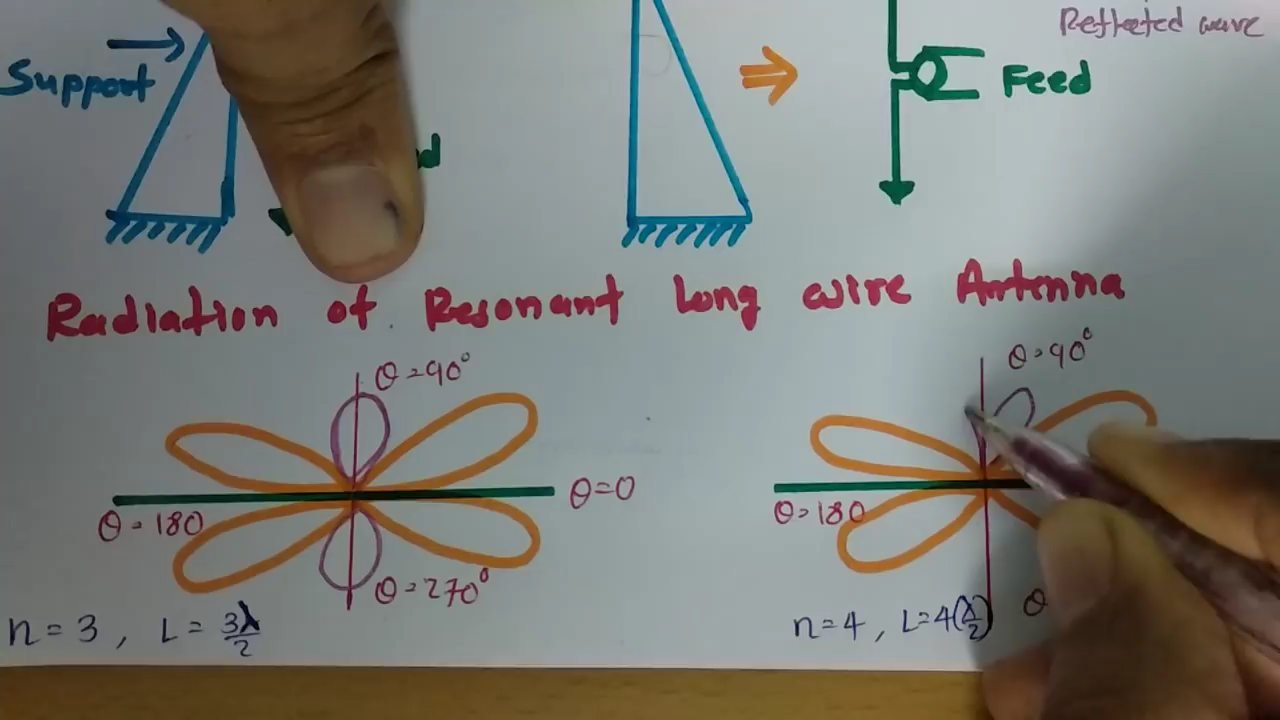 Reflected wave
Support
Feed
Radiation of Resonant Long wire Antenna
θ = 90°
θ = 90°
θ = 0
θ = 180
θ = 180
θ = 270°
n = 3 , L = 3λ/2
n = 4 , L = 4(λ/2)
θ